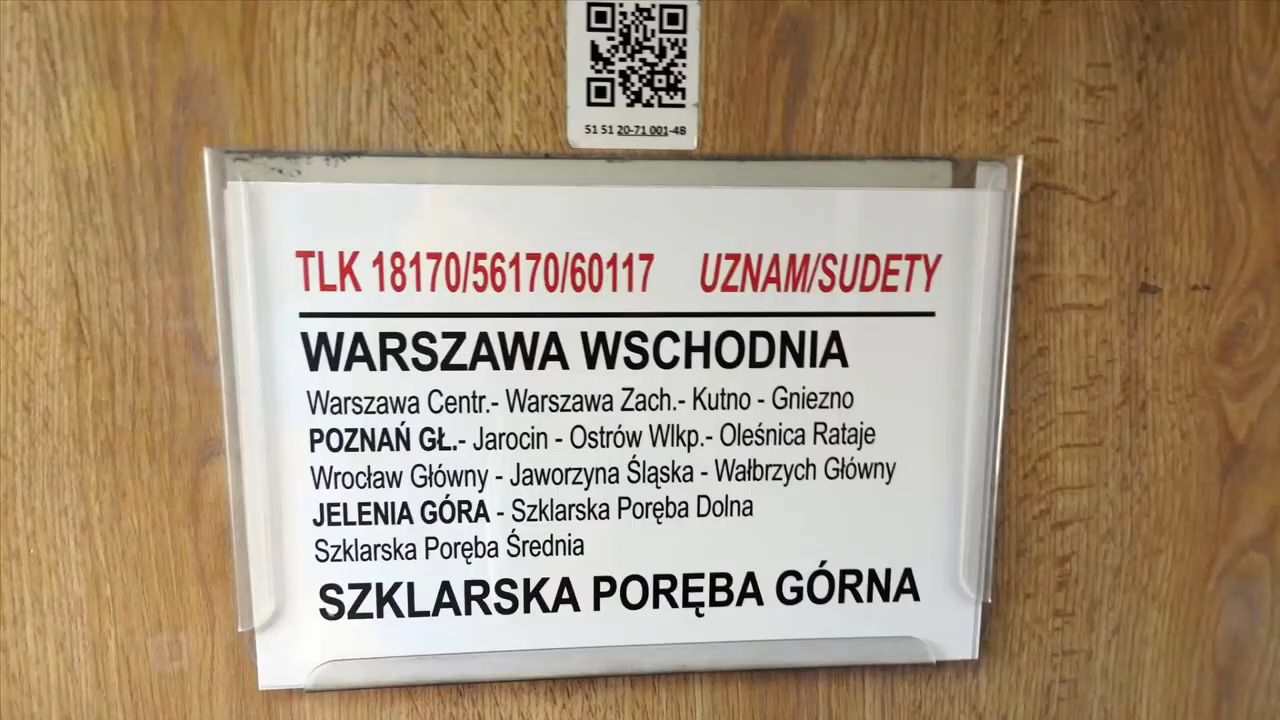 51 51 20-71 001-4B
TLK 18170/56170/60117 UZNAM/SUDETY
WARSZAWA WSCHODNIA
Warszawa Centr.- Warszawa Zach.- Kutno - Gniezno
POZNAŃ GŁ.- Jarocin - Ostrów Wlkp.- Oleśnica Rataje
Wrocław Główny - Jaworzyna Śląska - Wałbrzych Główny
JELENIA GÓRA - Szklarska Poręba Dolna
Szklarska Poręba Średnia
SZKLARSKA PORĘBA GÓRNA